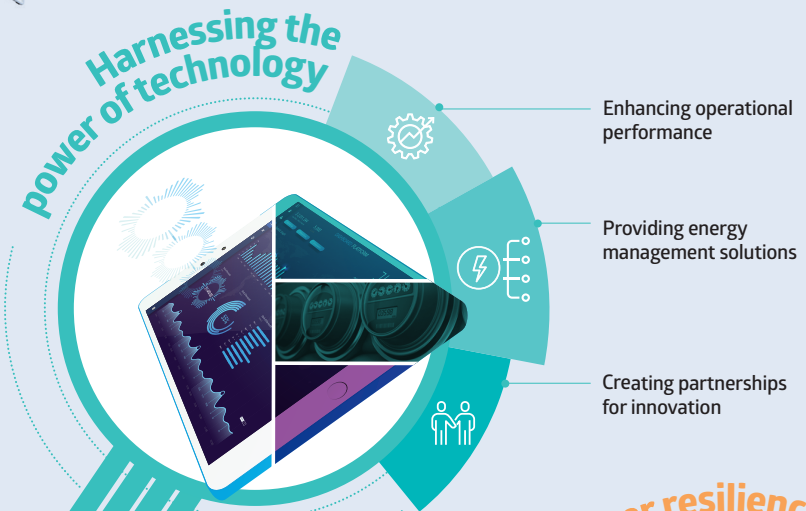 Harnessing the
power of technology
Enhancing operational
performance
Providing energy
management solutions
Creating partnerships
for innovation